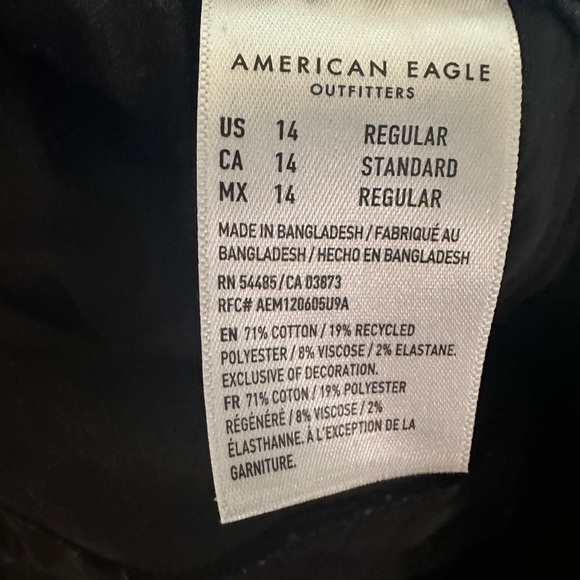 AMERICAN EAGLE
OUTFITTERS
US 14 REGULAR
CA 14 STANDARD
MX 14 REGULAR
MADE IN BANGLADESH / FABRIQUÉ AU
BANGLADESH / HECHO EN BANGLADESH
RN 54485 / CA 03873
RFC# AEM120605U9A
EN 71% COTTON / 19% RECYCLED
POLYESTER / 8% VISCOSE / 2% ELASTANE.
EXCLUSIVE OF DECORATION.
FR 71% COTON / 19% POLYESTER
RÉGÉNÉRÉ / 8% VISCOSE / 2%
ÉLASTHANNE. À L'EXCEPTION DE LA
GARNITURE.